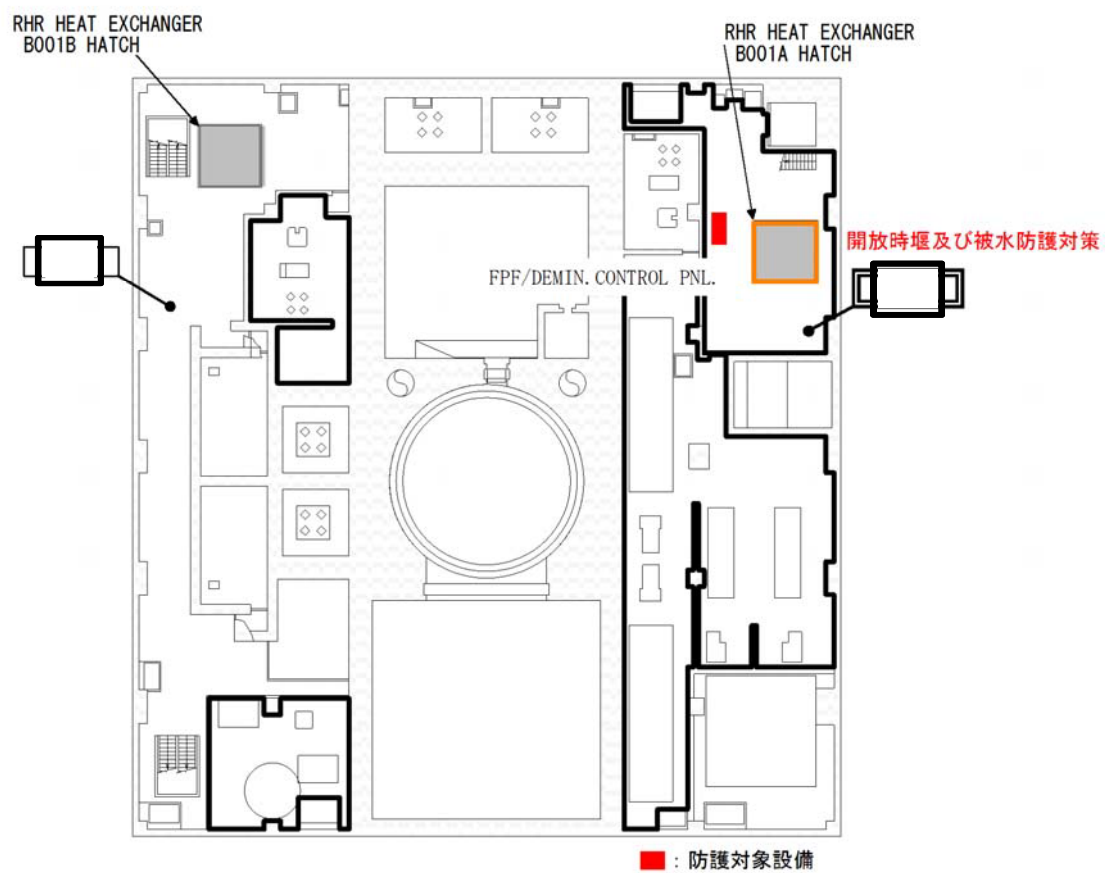 RHR HEAT EXCHANGER
B001B HATCH
RHR HEAT EXCHANGER
B001A HATCH
開放時堰及び被水防護対策
FPF/DEMIN. CONTROL PNL.
：防護対象設備